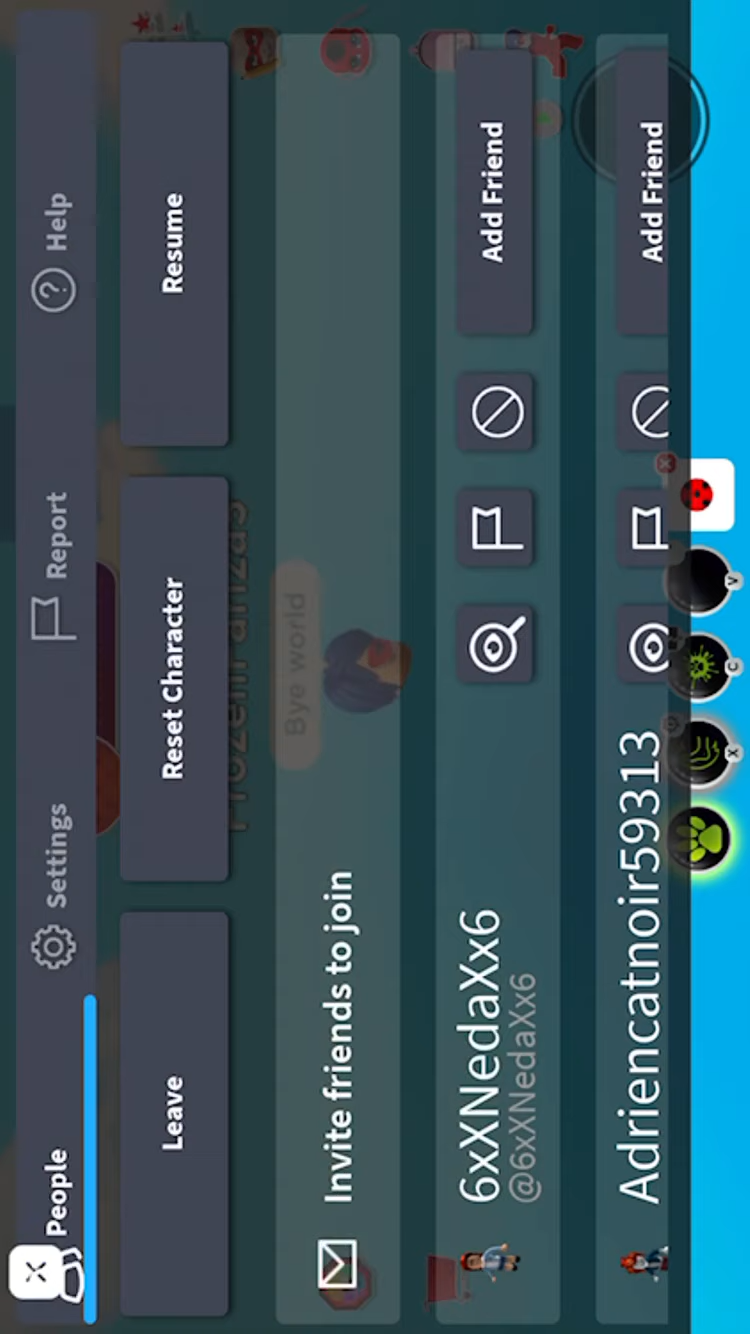 People
Settings
Report
Help
Leave
Reset Character
Resume
Bye world
Invite friends to join
6xXNedaXx6
@6xXNedaXx6
Add Friend
Adriencatnoir59313
Add Friend
V
C
X